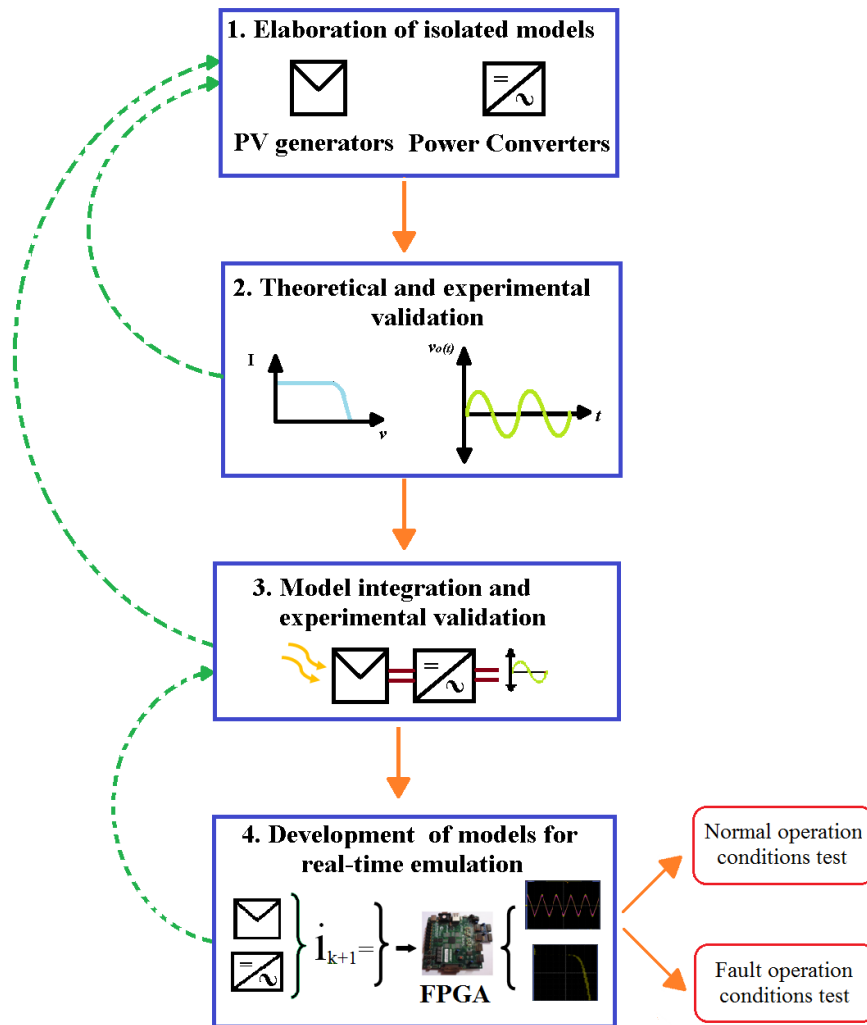 1. Elaboration of isolated models
=
~
PV generators
Power Converters
2. Theoretical and experimental
validation
I
v
vo(t)
t
3. Model integration and
experimental validation
=
~
4. Development of models for
real-time emulation
=
~
ik+1=
FPGA
Normal operation
conditions test
Fault operation
conditions test